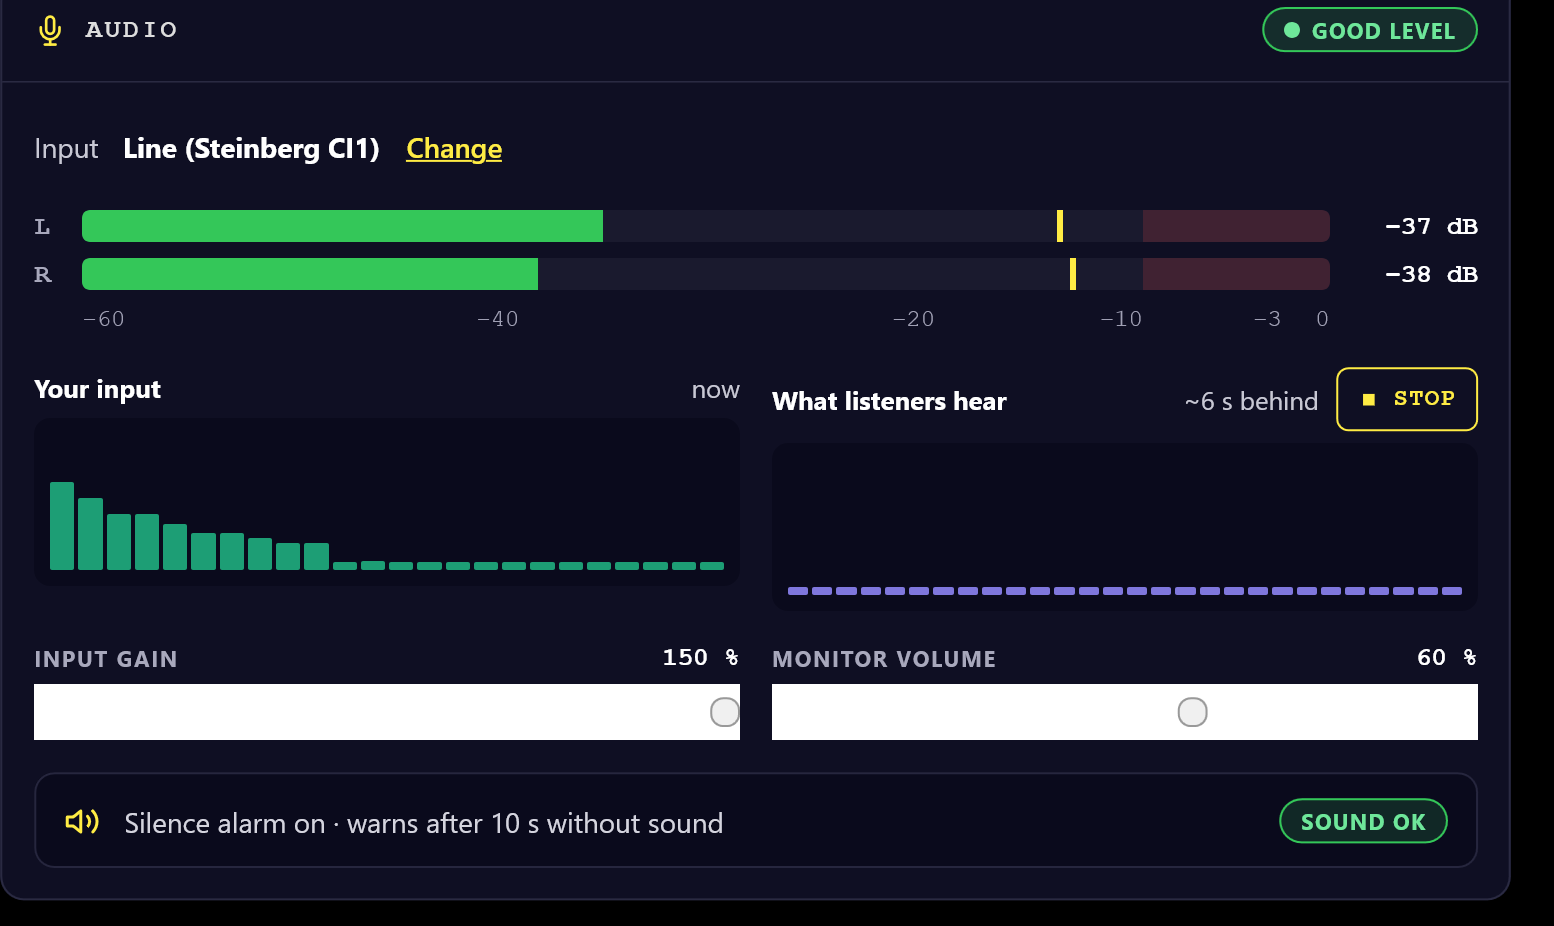 AUDIO
GOOD LEVEL
Input Line (Steinberg CI1) Change
L −37 dB
R −38 dB
−60 −40 −20 −10 −3 0
Your input now
What listeners hear ~6 s behind STOP
INPUT GAIN 150 %
MONITOR VOLUME 60 %
Silence alarm on · warns after 10 s without sound
SOUND OK